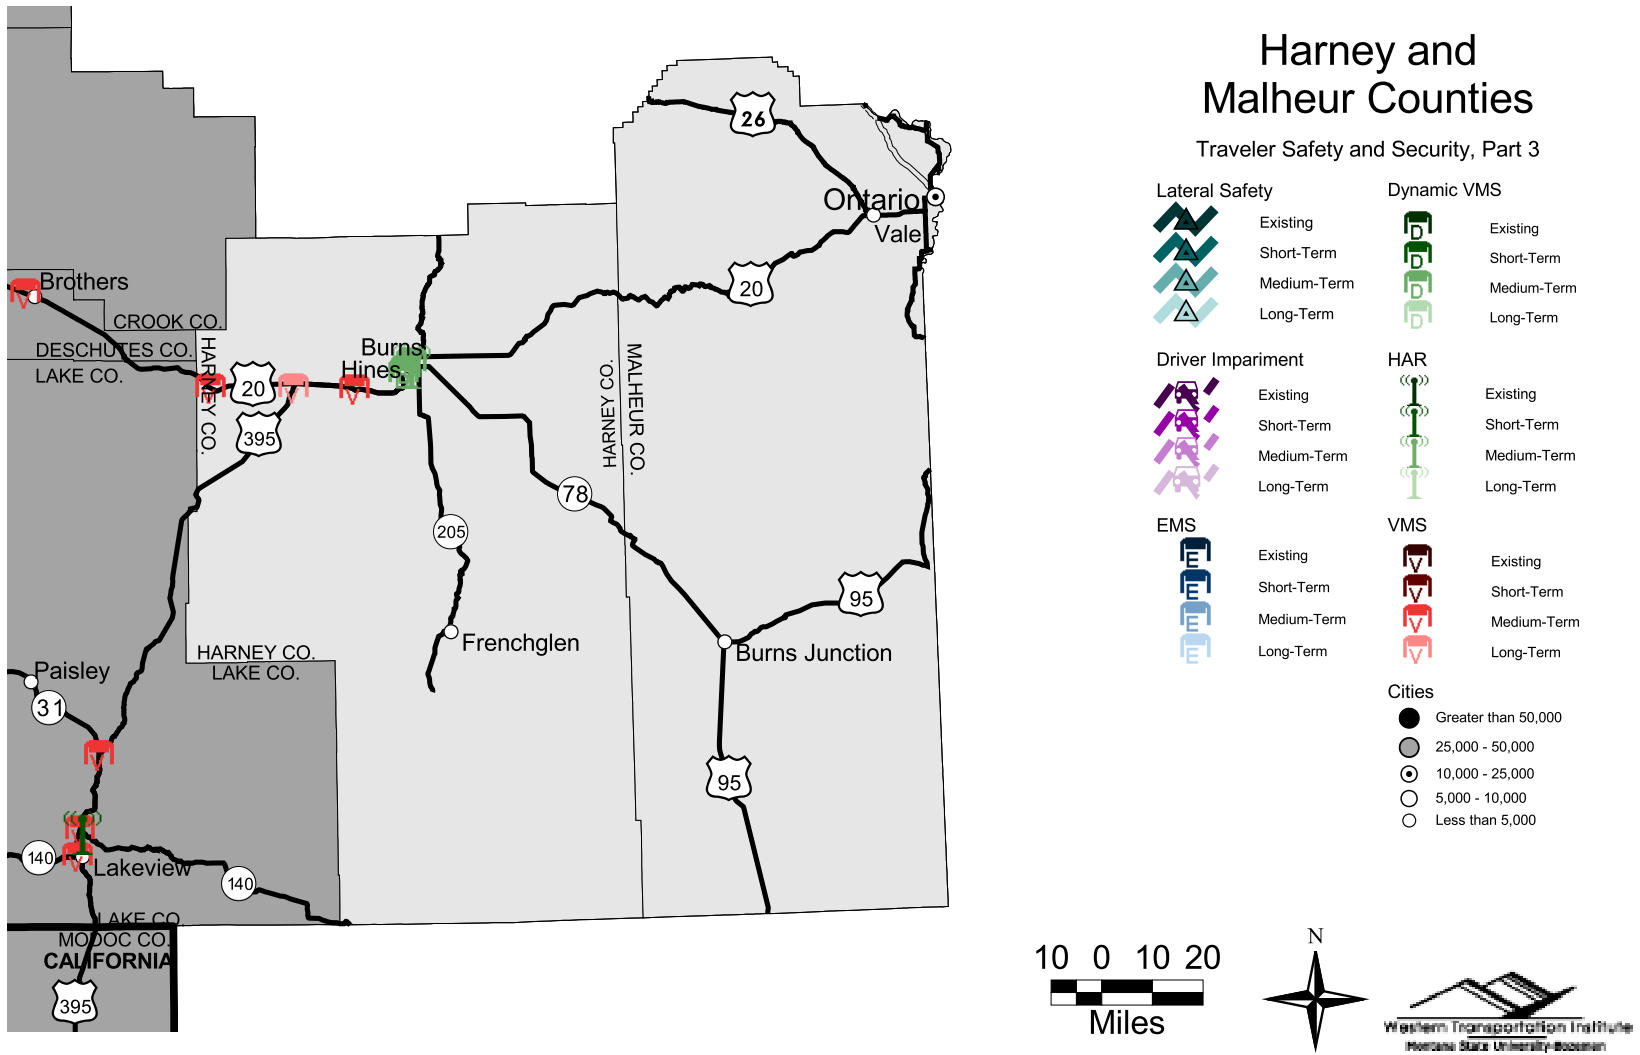 Harney and
Malheur Counties
Traveler Safety and Security, Part 3
Lateral Safety
Existing
Short-Term
Medium-Term
Long-Term
Dynamic VMS
D Existing
D Short-Term
D Medium-Term
D Long-Term
Driver Impariment
Existing
Short-Term
Medium-Term
Long-Term
HAR
Existing
Short-Term
Medium-Term
Long-Term
EMS
E Existing
E Short-Term
E Medium-Term
E Long-Term
VMS
V Existing
V Short-Term
V Medium-Term
V Long-Term
Cities
Greater than 50,000
25,000 - 50,000
10,000 - 25,000
5,000 - 10,000
Less than 5,000
26
Ontario
Vale
20
Brothers
V
CROOK CO.
DESCHUTES CO.
LAKE CO.
HARNEY CO.
Burns
Hines
V
20
V
V
395
HARNEY CO.
MALHEUR CO.
78
205
95
Frenchglen
Burns Junction
HARNEY CO.
LAKE CO.
Paisley
31
V
95
V
140
V
Lakeview
140
LAKE CO.
MODOC CO.
CALIFORNIA
395
10 0 10 20
Miles
N
Western Transportation Institute
Montana State University-Bozeman